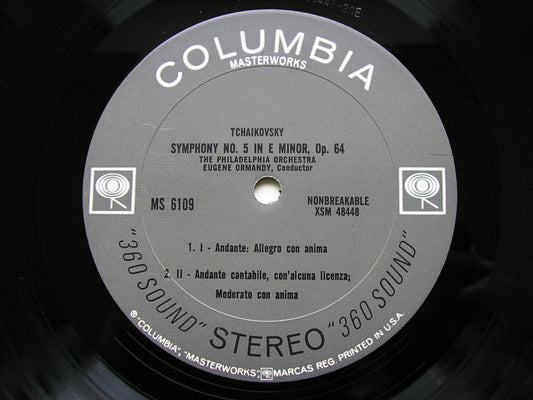 COLUMBIA
MASTERWORKS
TCHAIKOVSKY
SYMPHONY NO. 5 IN E MINOR, Op. 64
THE PHILADELPHIA ORCHESTRA
EUGENE ORMANDY, Conductor
MS 6109
NONBREAKABLE
XSM 48448
1. I - Andante: Allegro con anima
2. II - Andante cantabile, con'alcuna licenza;
Moderato con anima
"360 SOUND" STEREO "360 SOUND"
® "COLUMBIA", "MASTERWORKS", MARCAS REG. PRINTED IN U.S.A.